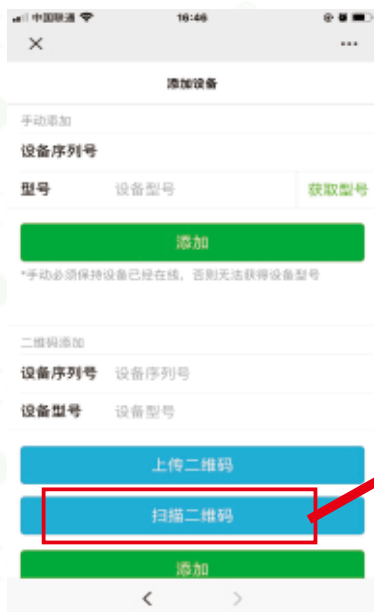 中国联通 16:46
添加设备
手动添加
设备序列号
型号 设备型号 获取型号
添加
*手动必须保持设备已经在线，否则无法获得设备型号
二维码添加
设备序列号 设备序列号
设备型号 设备型号
上传二维码
扫描二维码
添加